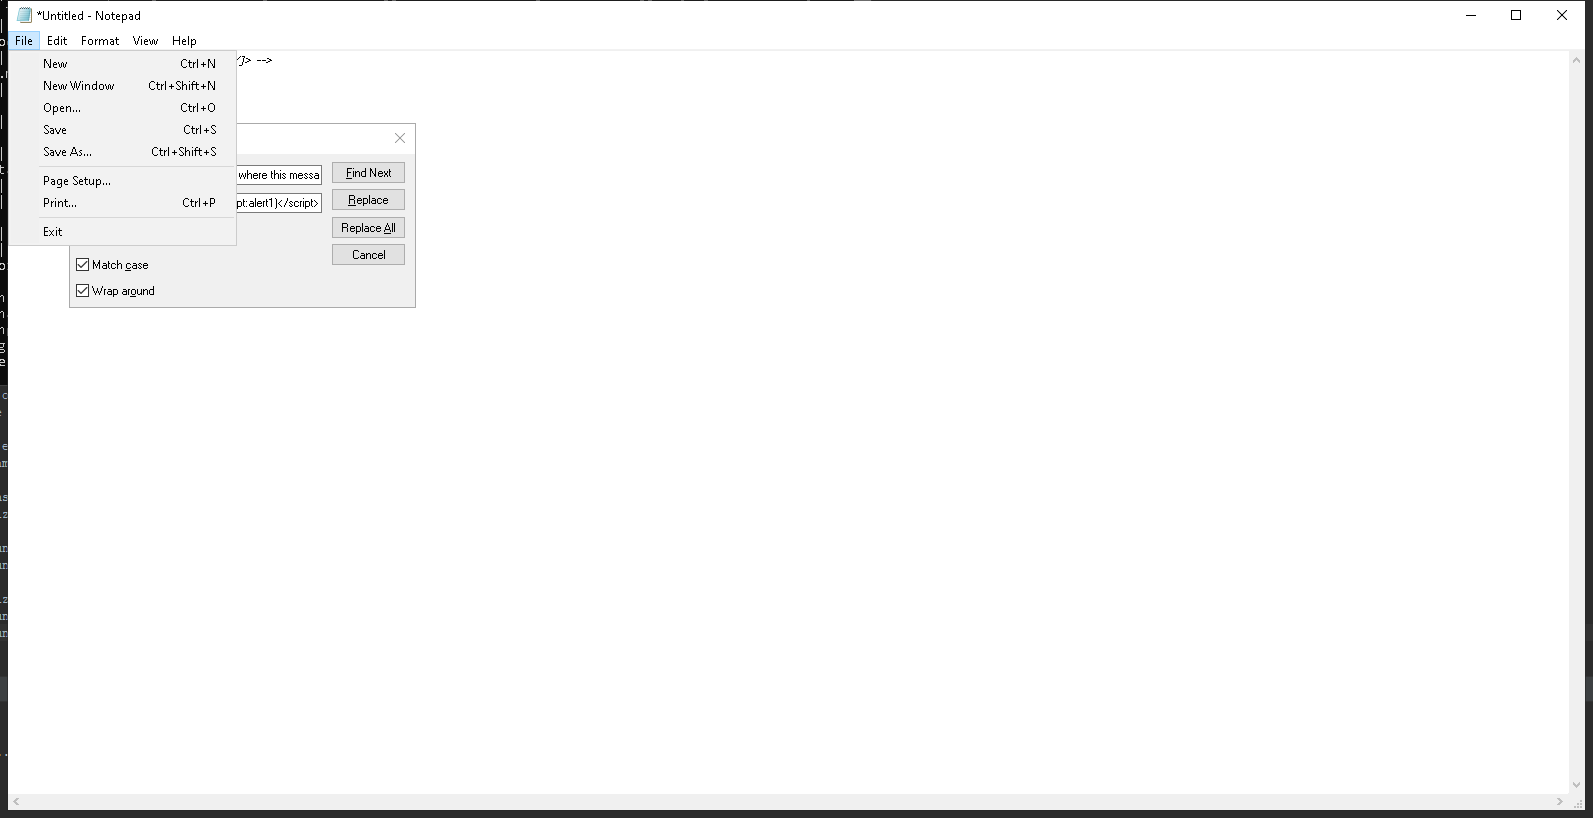 *Untitled - Notepad
File Edit Format View Help
New Ctrl+N
New Window Ctrl+Shift+N
Open... Ctrl+O
Save Ctrl+S
Save As... Ctrl+Shift+S
Page Setup...
Print... Ctrl+P
Exit
']> -->
where this messa
Find Next
pt:alert1)</script>
Replace
Replace All
Cancel
Match case
Wrap around